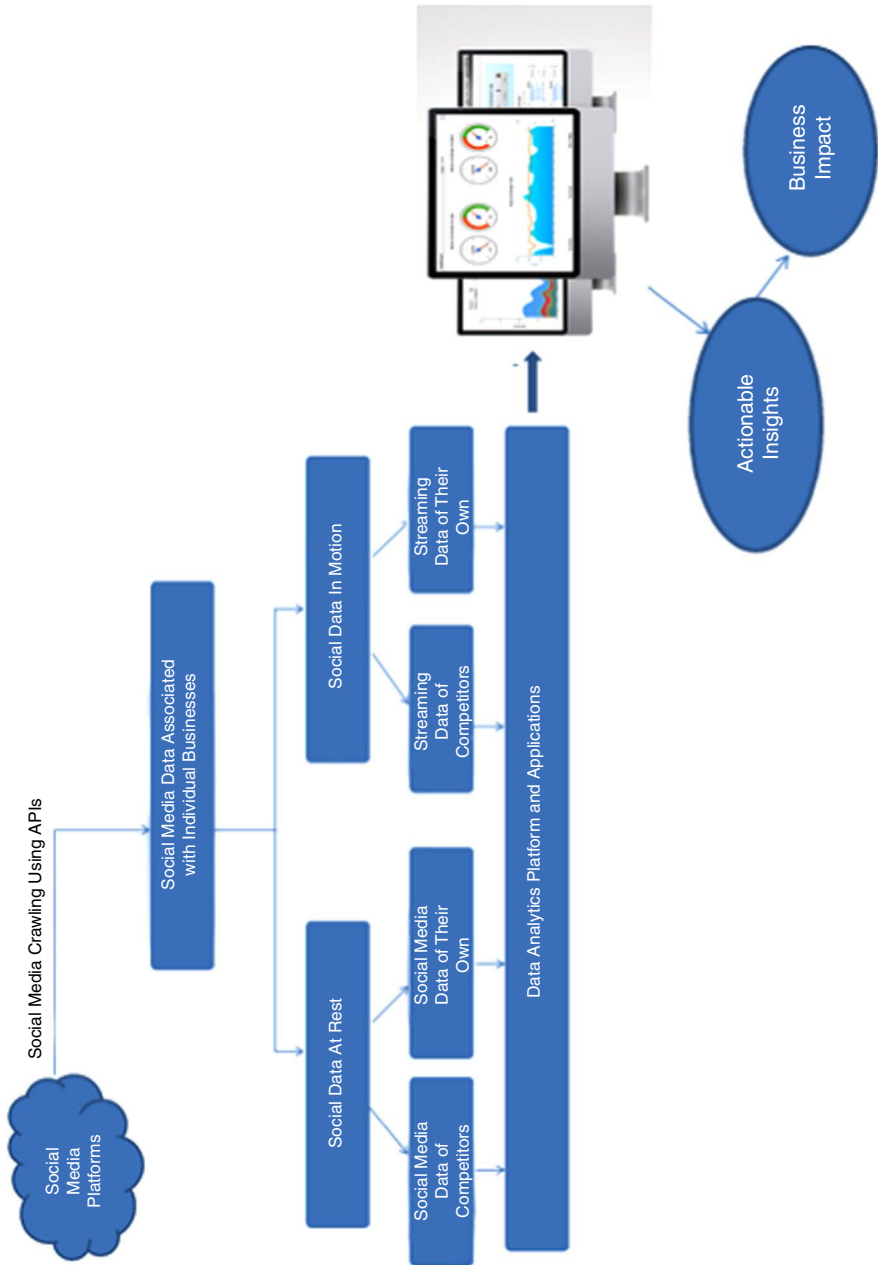 Social Media Crawling Using APIs
Social
Media
Platforms
Social Media Data Associated
with Individual Businesses
Social Data At Rest
Social Data In Motion
Social Media
Data of
Competitors
Social Media
Data of Their
Own
Streaming
Data of
Competitors
Streaming
Data of Their
Own
Data Analytics Platform and Applications
Actionable
Insights
Business
Impact